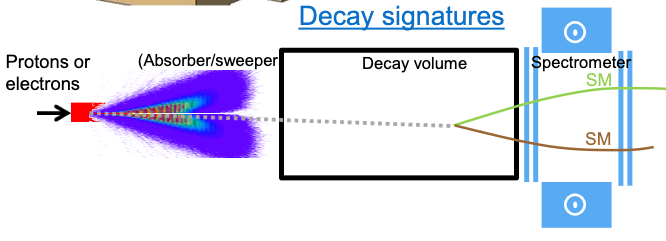 Decay signatures
Protons or
electrons
(Absorber/sweeper
Decay volume
Spectrometer
SM
SM